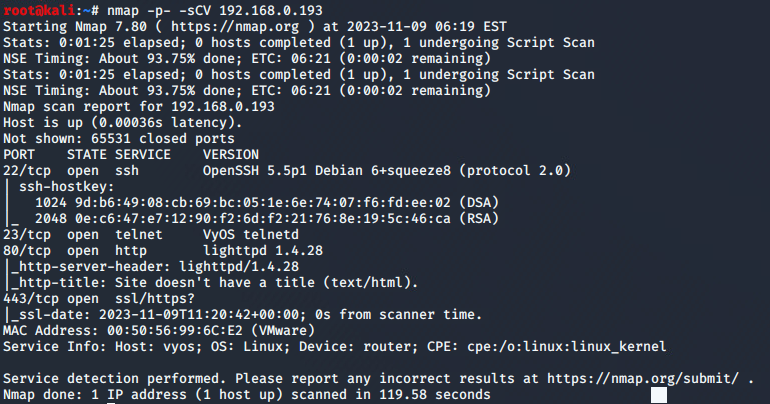 root@kali:~# nmap -p- -sCV 192.168.0.193
Starting Nmap 7.80 ( https://nmap.org ) at 2023-11-09 06:19 EST
Stats: 0:01:25 elapsed; 0 hosts completed (1 up), 1 undergoing Script Scan
NSE Timing: About 93.75% done; ETC: 06:21 (0:00:02 remaining)
Stats: 0:01:25 elapsed; 0 hosts completed (1 up), 1 undergoing Script Scan
NSE Timing: About 93.75% done; ETC: 06:21 (0:00:02 remaining)
Nmap scan report for 192.168.0.193
Host is up (0.00036s latency).
Not shown: 65531 closed ports
PORT    STATE SERVICE    VERSION
22/tcp  open  ssh        OpenSSH 5.5p1 Debian 6+squeeze8 (protocol 2.0)
| ssh-hostkey:
|   1024 9d:b6:49:08:cb:69:bc:05:1e:6e:74:07:f6:fd:ee:02 (DSA)
|_  2048 0e:c6:47:e7:12:90:f2:6d:f2:21:76:8e:19:5c:46:ca (RSA)
23/tcp  open  telnet     VyOS telnetd
80/tcp  open  http       lighttpd 1.4.28
|_http-server-header: lighttpd/1.4.28
|_http-title: Site doesn't have a title (text/html).
443/tcp open  ssl/https?
|_ssl-date: 2023-11-09T11:20:42+00:00; 0s from scanner time.
MAC Address: 00:50:56:99:6C:E2 (VMware)
Service Info: Host: vyos; OS: Linux; Device: router; CPE: cpe:/o:linux:linux_kernel
Service detection performed. Please report any incorrect results at https://nmap.org/submit/ .
Nmap done: 1 IP address (1 host up) scanned in 119.58 seconds